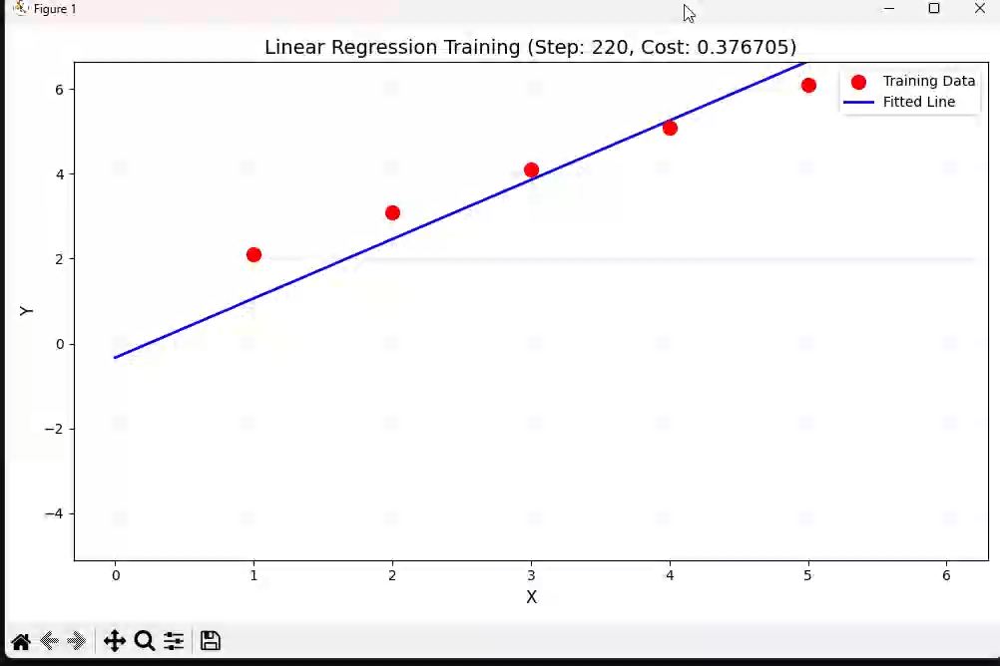 Figure 1
Linear Regression Training (Step: 220, Cost: 0.376705)
Training Data
Fitted Line
6
4
2
0
−2
−4
Y
0 1 2 3 4 5 6
X